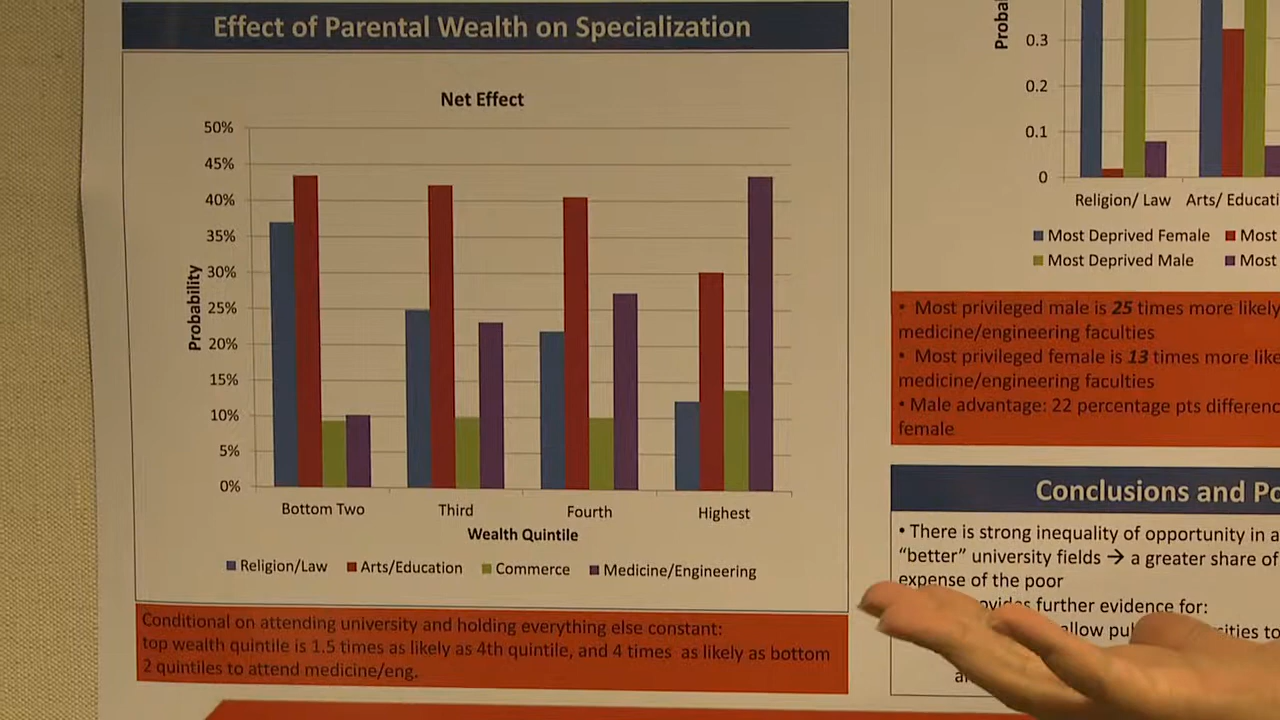 Effect of Parental Wealth on Specialization
Net Effect
50%
45%
40%
35%
30%
25%
20%
15%
10%
5%
0%
Probability
Bottom Two Third Fourth Highest
Wealth Quintile
Religion/Law Arts/Education Commerce Medicine/Engineering
Conditional on attending university and holding everything else constant:
top wealth quintile is 1.5 times as likely as 4th quintile, and 4 times as likely as bottom
2 quintiles to attend medicine/eng.
0.3
0.2
0.1
0
Religion/ Law Arts/
Most Deprived Female Most
Most Deprived Male Most
• Most privileged male is 25 times more likely
medicine/engineering faculties
• Most privileged female is 13 times more
medicine/engineering faculties
• Male advantage: 22 percentage pts
female
Conclusions and
• There is strong inequality of opportunity in
“better” university fields → a greater share of
expense of the poor
further evidence for:
allow